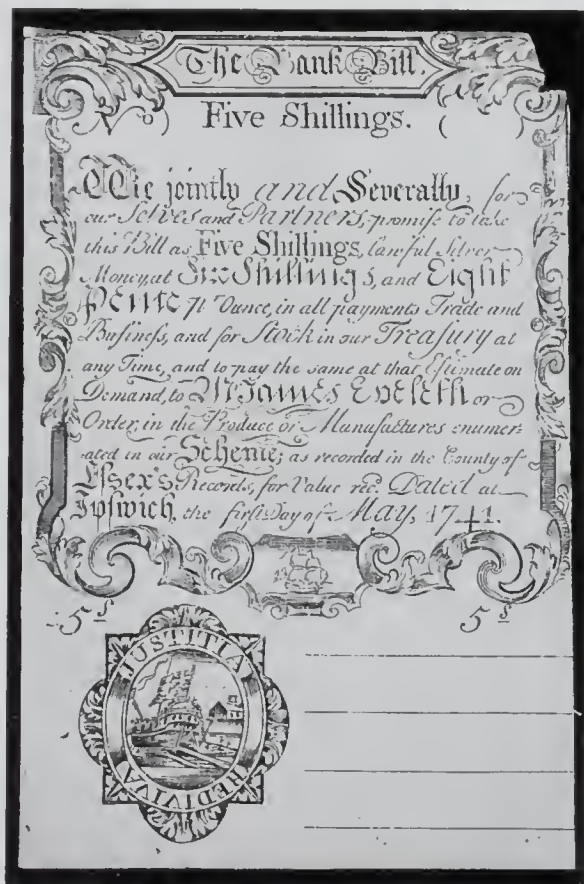 The Bank Bill.
Five Shillings.
We jointly and Severally, for
our Selves and Partners, promise to take
this Bill as Five Shillings, lawful Silver
Money, at Six Shillings, and Eight
Pence ꝑ Ounce, in all payments Trade and
Business, and for Stock in our Treasury at
any Time, and to pay the same at that Estimate on
Demand, to Mr James Eveleth or
Order, in the Produce or Manufactures enumer-
ated in our Scheme; as recorded in the County of
Essex's Records, for Value recd. Dated at
Ipswich, the first Day of May, 1741.
5s 5s
JUSTITIA
REDIVIVA